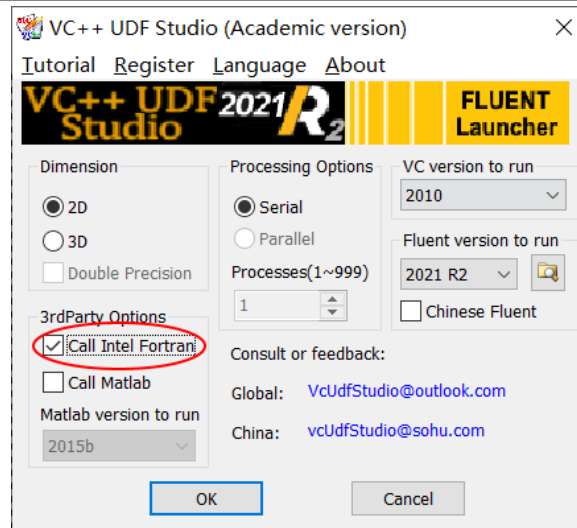 VC++ UDF Studio (Academic version)
Tutorial Register Language About
VC++ UDF Studio 2021 R2 FLUENT Launcher
Dimension
2D
3D
Double Precision
3rdParty Options
Call Intel Fortran
Call Matlab
Matlab version to run
2015b
Processing Options
Serial
Parallel
Processes(1~999)
1
VC version to run
2010
Fluent version to run
2021 R2
Chinese Fluent
Consult or feedback:
Global: VcUdfStudio@outlook.com
China: vcUdfStudio@sohu.com
OK Cancel